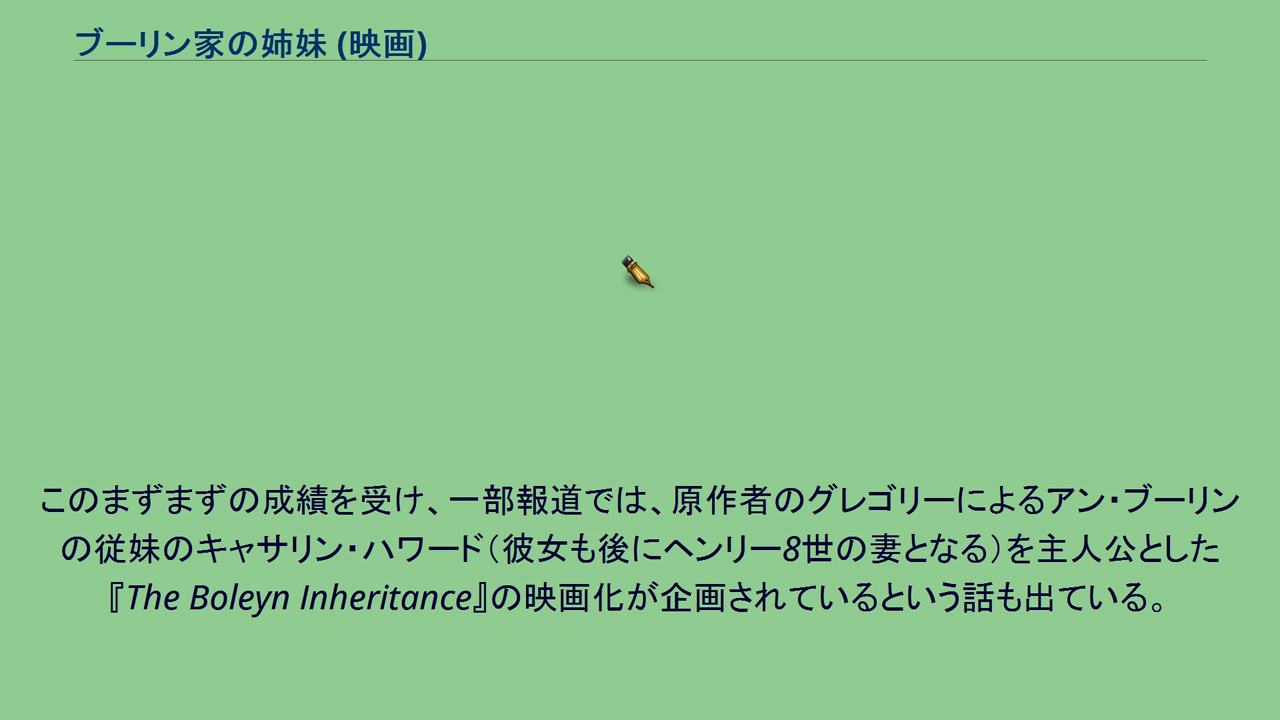 ブーリン家の姉妹 (映画)
このまずまずの成績を受け、一部報道では、原作者のグレゴリーによるアン・ブーリン
の従妹のキャサリン・ハワード（彼女も後にヘンリー8世の妻となる）を主人公とした
『The Boleyn Inheritance』の映画化が企画されているという話も出ている。